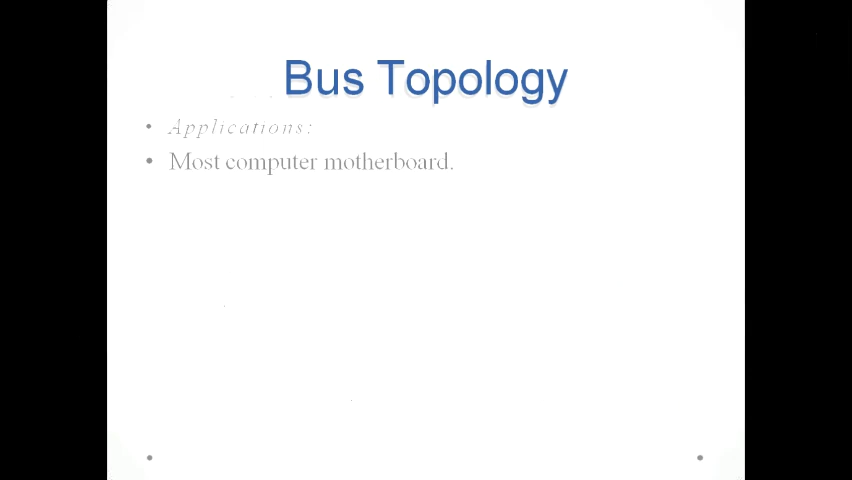 Bus Topology
• Applications:
• Most computer motherboard.